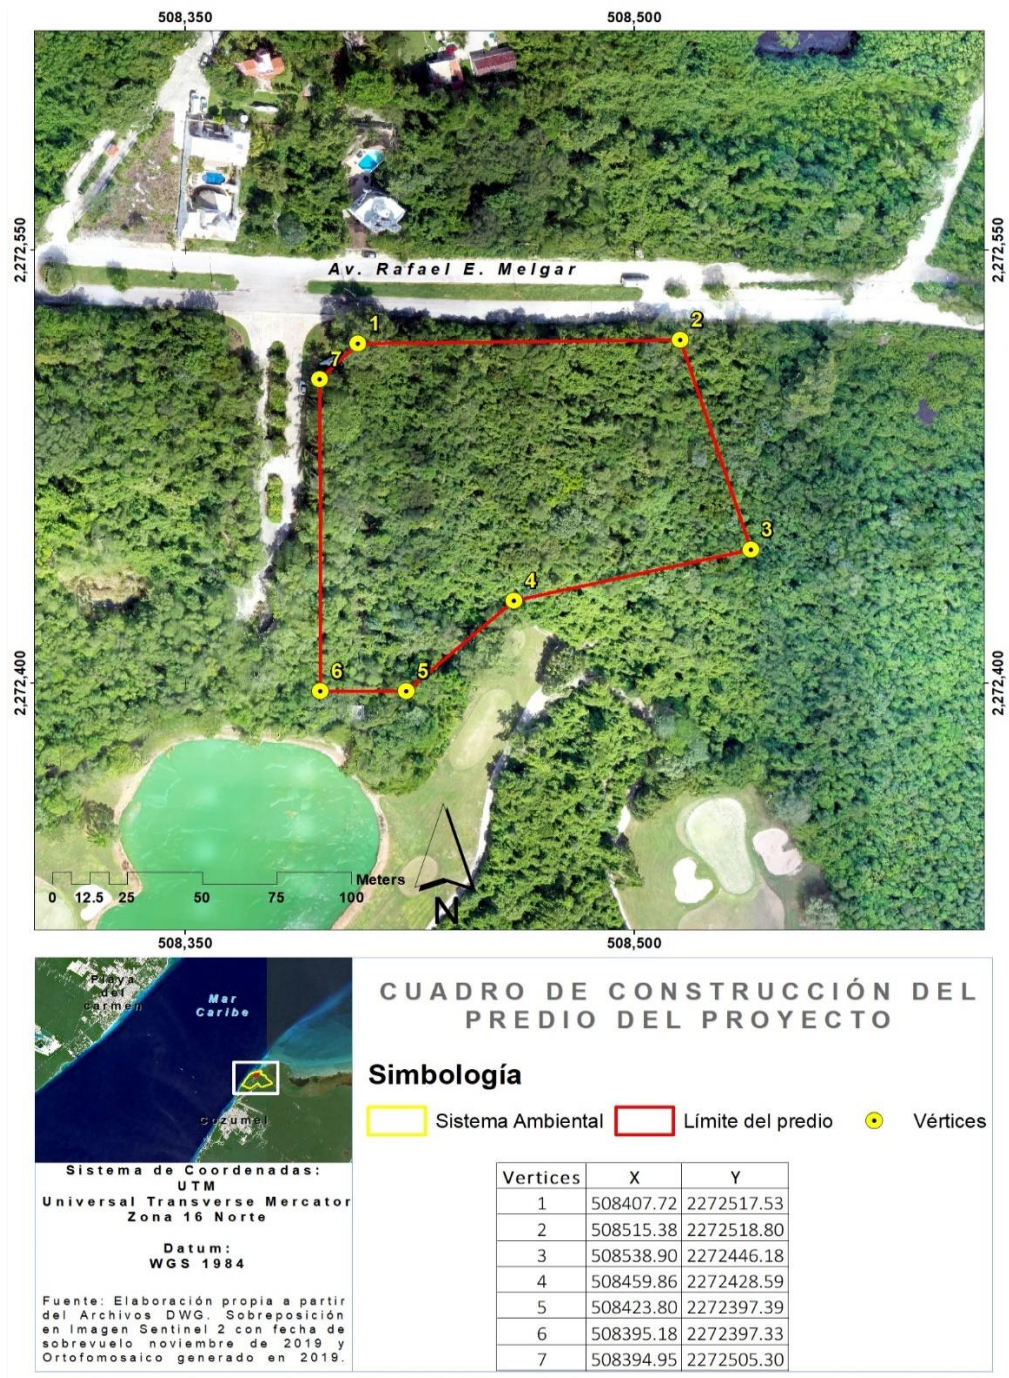 508,350 508,500
2,272,550 2,272,550
Av. Rafael E. Melgar
1 2
7
3
4
6 5
2,272,400 2,272,400
Meters
0 12.5 25 50 75 100
N
508,350 508,500
Playa
del
carmen
Mar
Caribe
Cozumel
Sistema de Coordenadas:
UTM
Universal Transverse Mercator
Zona 16 Norte
Datum:
WGS 1984
Fuente: Elaboración propia a partir
del Archivos DWG. Sobreposición
en Imagen Sentinel 2 con fecha de
sobrevuelo noviembre de 2019 y
Ortofomosaico generado en 2019.
CUADRO DE CONSTRUCCIÓN DEL
PREDIO DEL PROYECTO
Simbología
Sistema Ambiental Límite del predio Vértices
Vertices X Y
1 508407.72 2272517.53
2 508515.38 2272518.80
3 508538.90 2272446.18
4 508459.86 2272428.59
5 508423.80 2272397.39
6 508395.18 2272397.33
7 508394.95 2272505.30